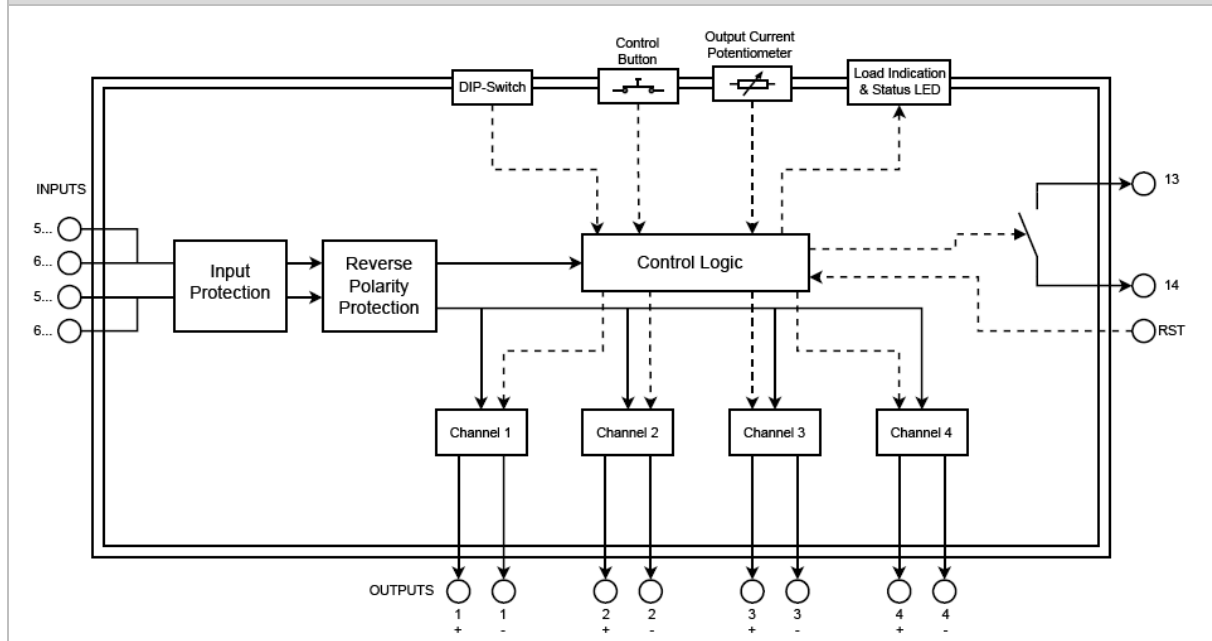 Control
Button
Output Current
Potentiometer
DIP-Switch
Load Indication
& Status LED
INPUTS
5...
6...
5...
6...
Input
Protection
Reverse
Polarity
Protection
Control Logic
13
14
RST
Channel 1
Channel 2
Channel 3
Channel 4
OUTPUTS
1 1 2 2 3 3 4 4
+ - + - + - + -